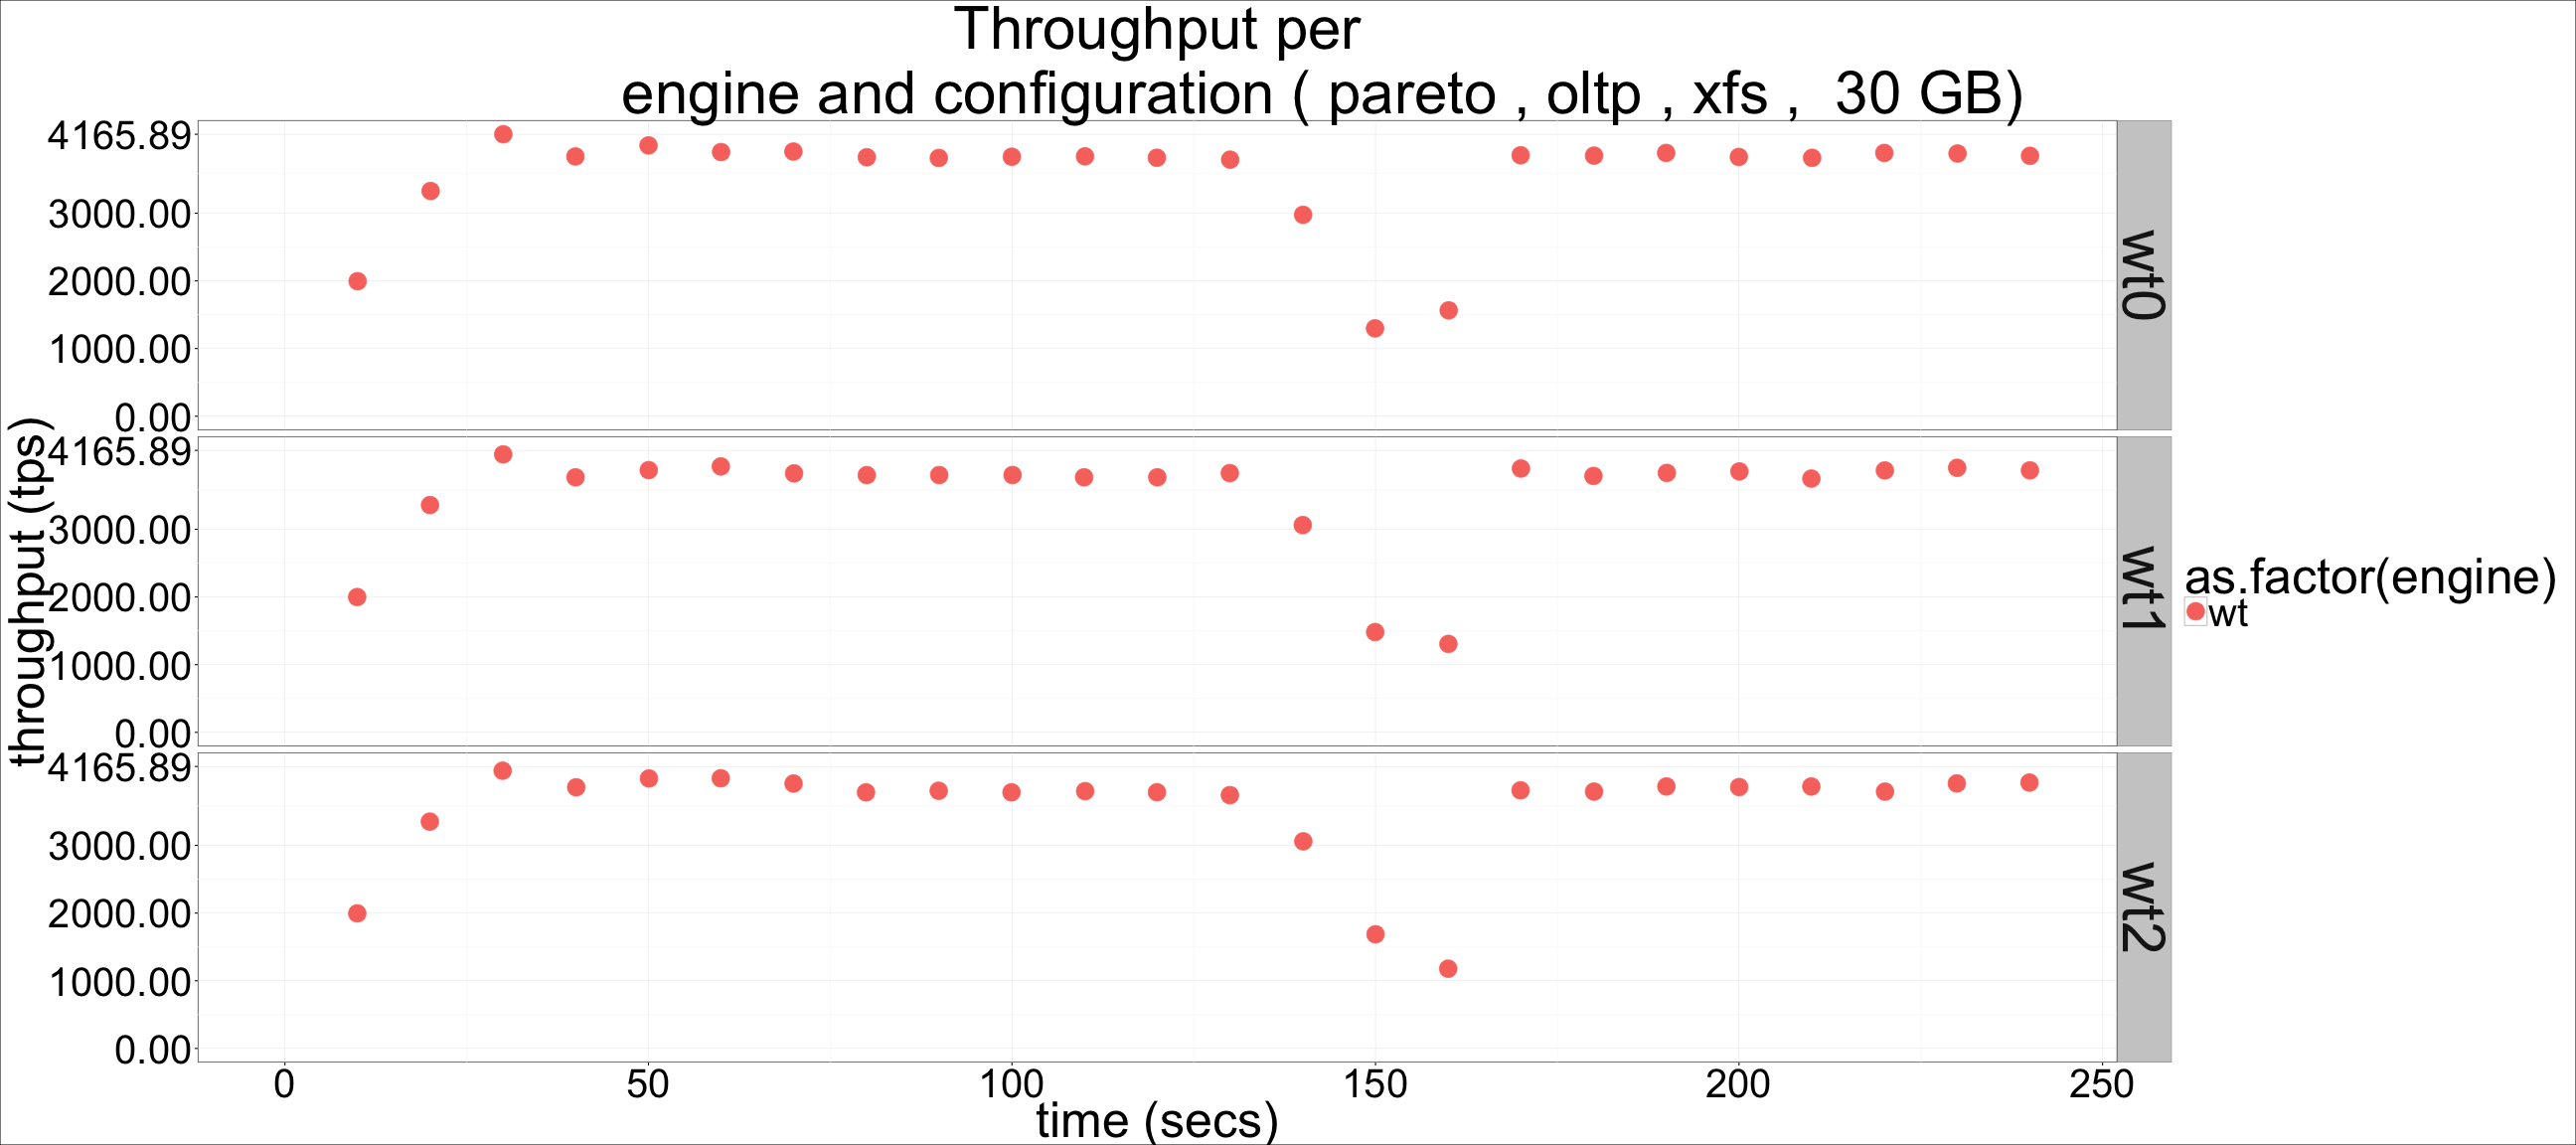 Throughput per
engine and configuration ( pareto , oltp , xfs ,  30 GB)
throughput (tps)
4165.89
3000.00
2000.00
1000.00
0.00
wt0
4165.89
3000.00
2000.00
1000.00
0.00
wt1
4165.89
3000.00
2000.00
1000.00
0.00
wt2
0 50 100 150 200 250
time (secs)
as.factor(engine)
wt